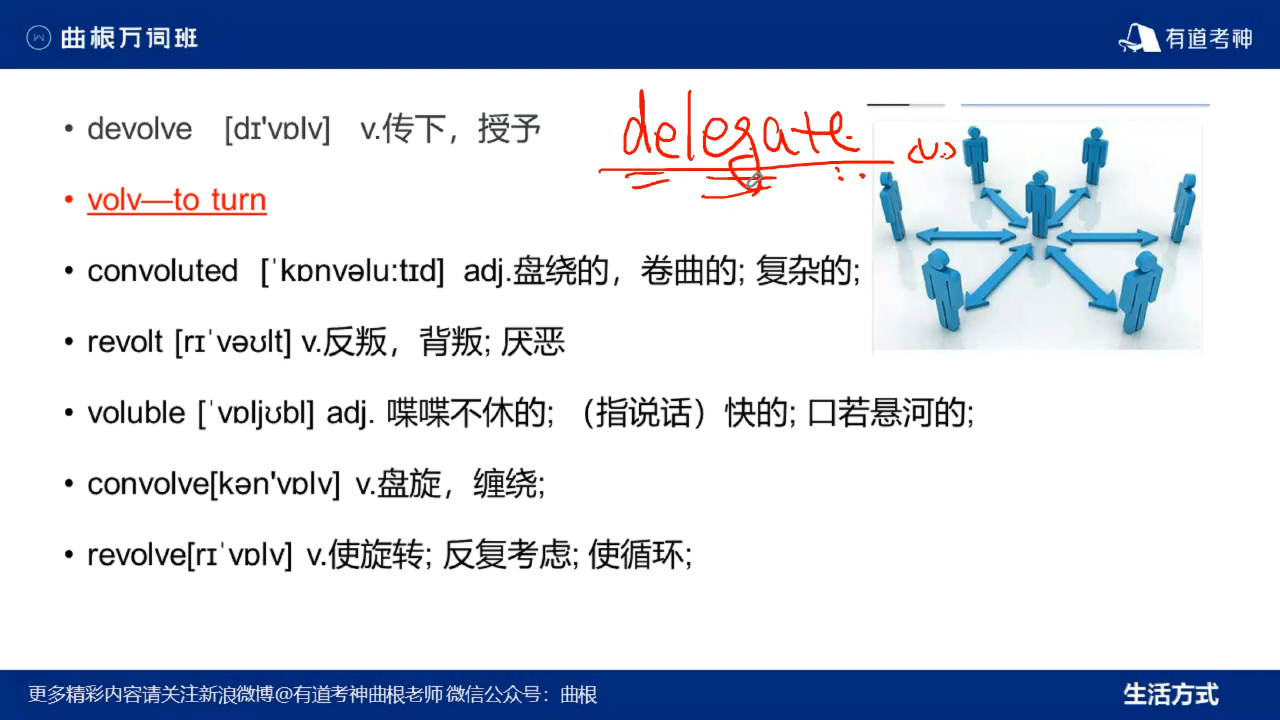 曲根万词班
有道考神
• devolve [dɪ'vɒlv] v.传下，授予
delegate (v.)
• volv—to turn
• convoluted [ˈkɒnvəlu:tɪd] adj.盘绕的，卷曲的; 复杂的;
• revolt [rɪˈvəʊlt] v.反叛，背叛; 厌恶
• voluble [ˈvɒljʊbl] adj. 喋喋不休的; （指说话）快的; 口若悬河的;
• convolve[kən'vɒlv] v.盘旋，缠绕;
• revolve[rɪˈvɒlv] v.使旋转; 反复考虑; 使循环;
更多精彩内容请关注新浪微博@有道考神曲根老师 微信公众号：曲根
生活方式